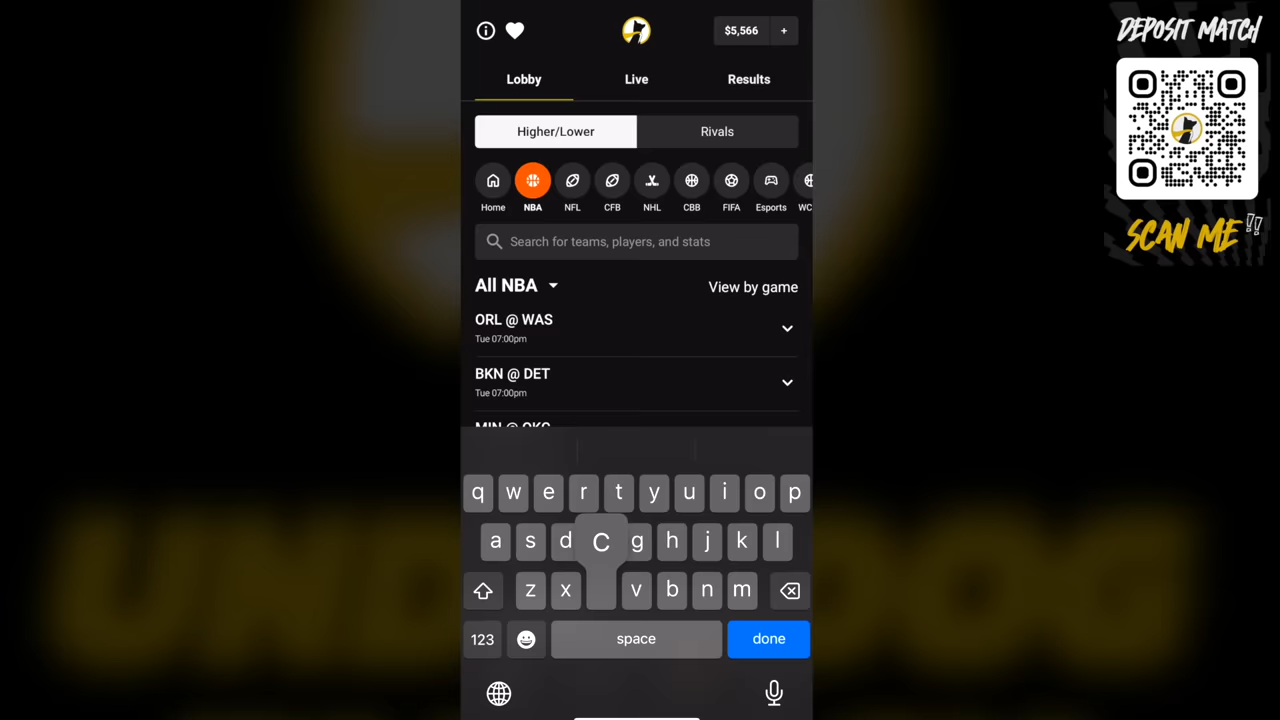 DEPOSIT MATCH
SCAN ME !!
$5,566 +
Lobby Live Results
Higher/Lower Rivals
Home NBA NFL CFB NHL CBB FIFA Esports WC
Search for teams, players, and stats
All NBA View by game
ORL @ WAS
Tue 07:00pm
BKN @ DET
Tue 07:00pm
MIN @ OKC
q w e r t y u i o p
a s d C g h j k l
z x v b n m
123 space done